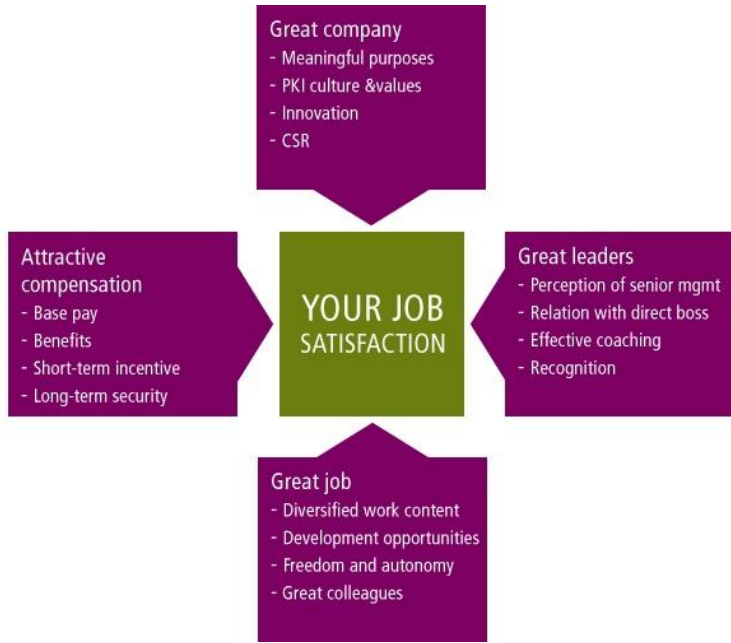 Great company
- Meaningful purposes
- PKI culture &values
- Innovation
- CSR
Attractive
compensation
- Base pay
- Benefits
- Short-term incentive
- Long-term security
YOUR JOB
SATISFACTION
Great leaders
- Perception of senior mgmt
- Relation with direct boss
- Effective coaching
- Recognition
Great job
- Diversified work content
- Development opportunities
- Freedom and autonomy
- Great colleagues